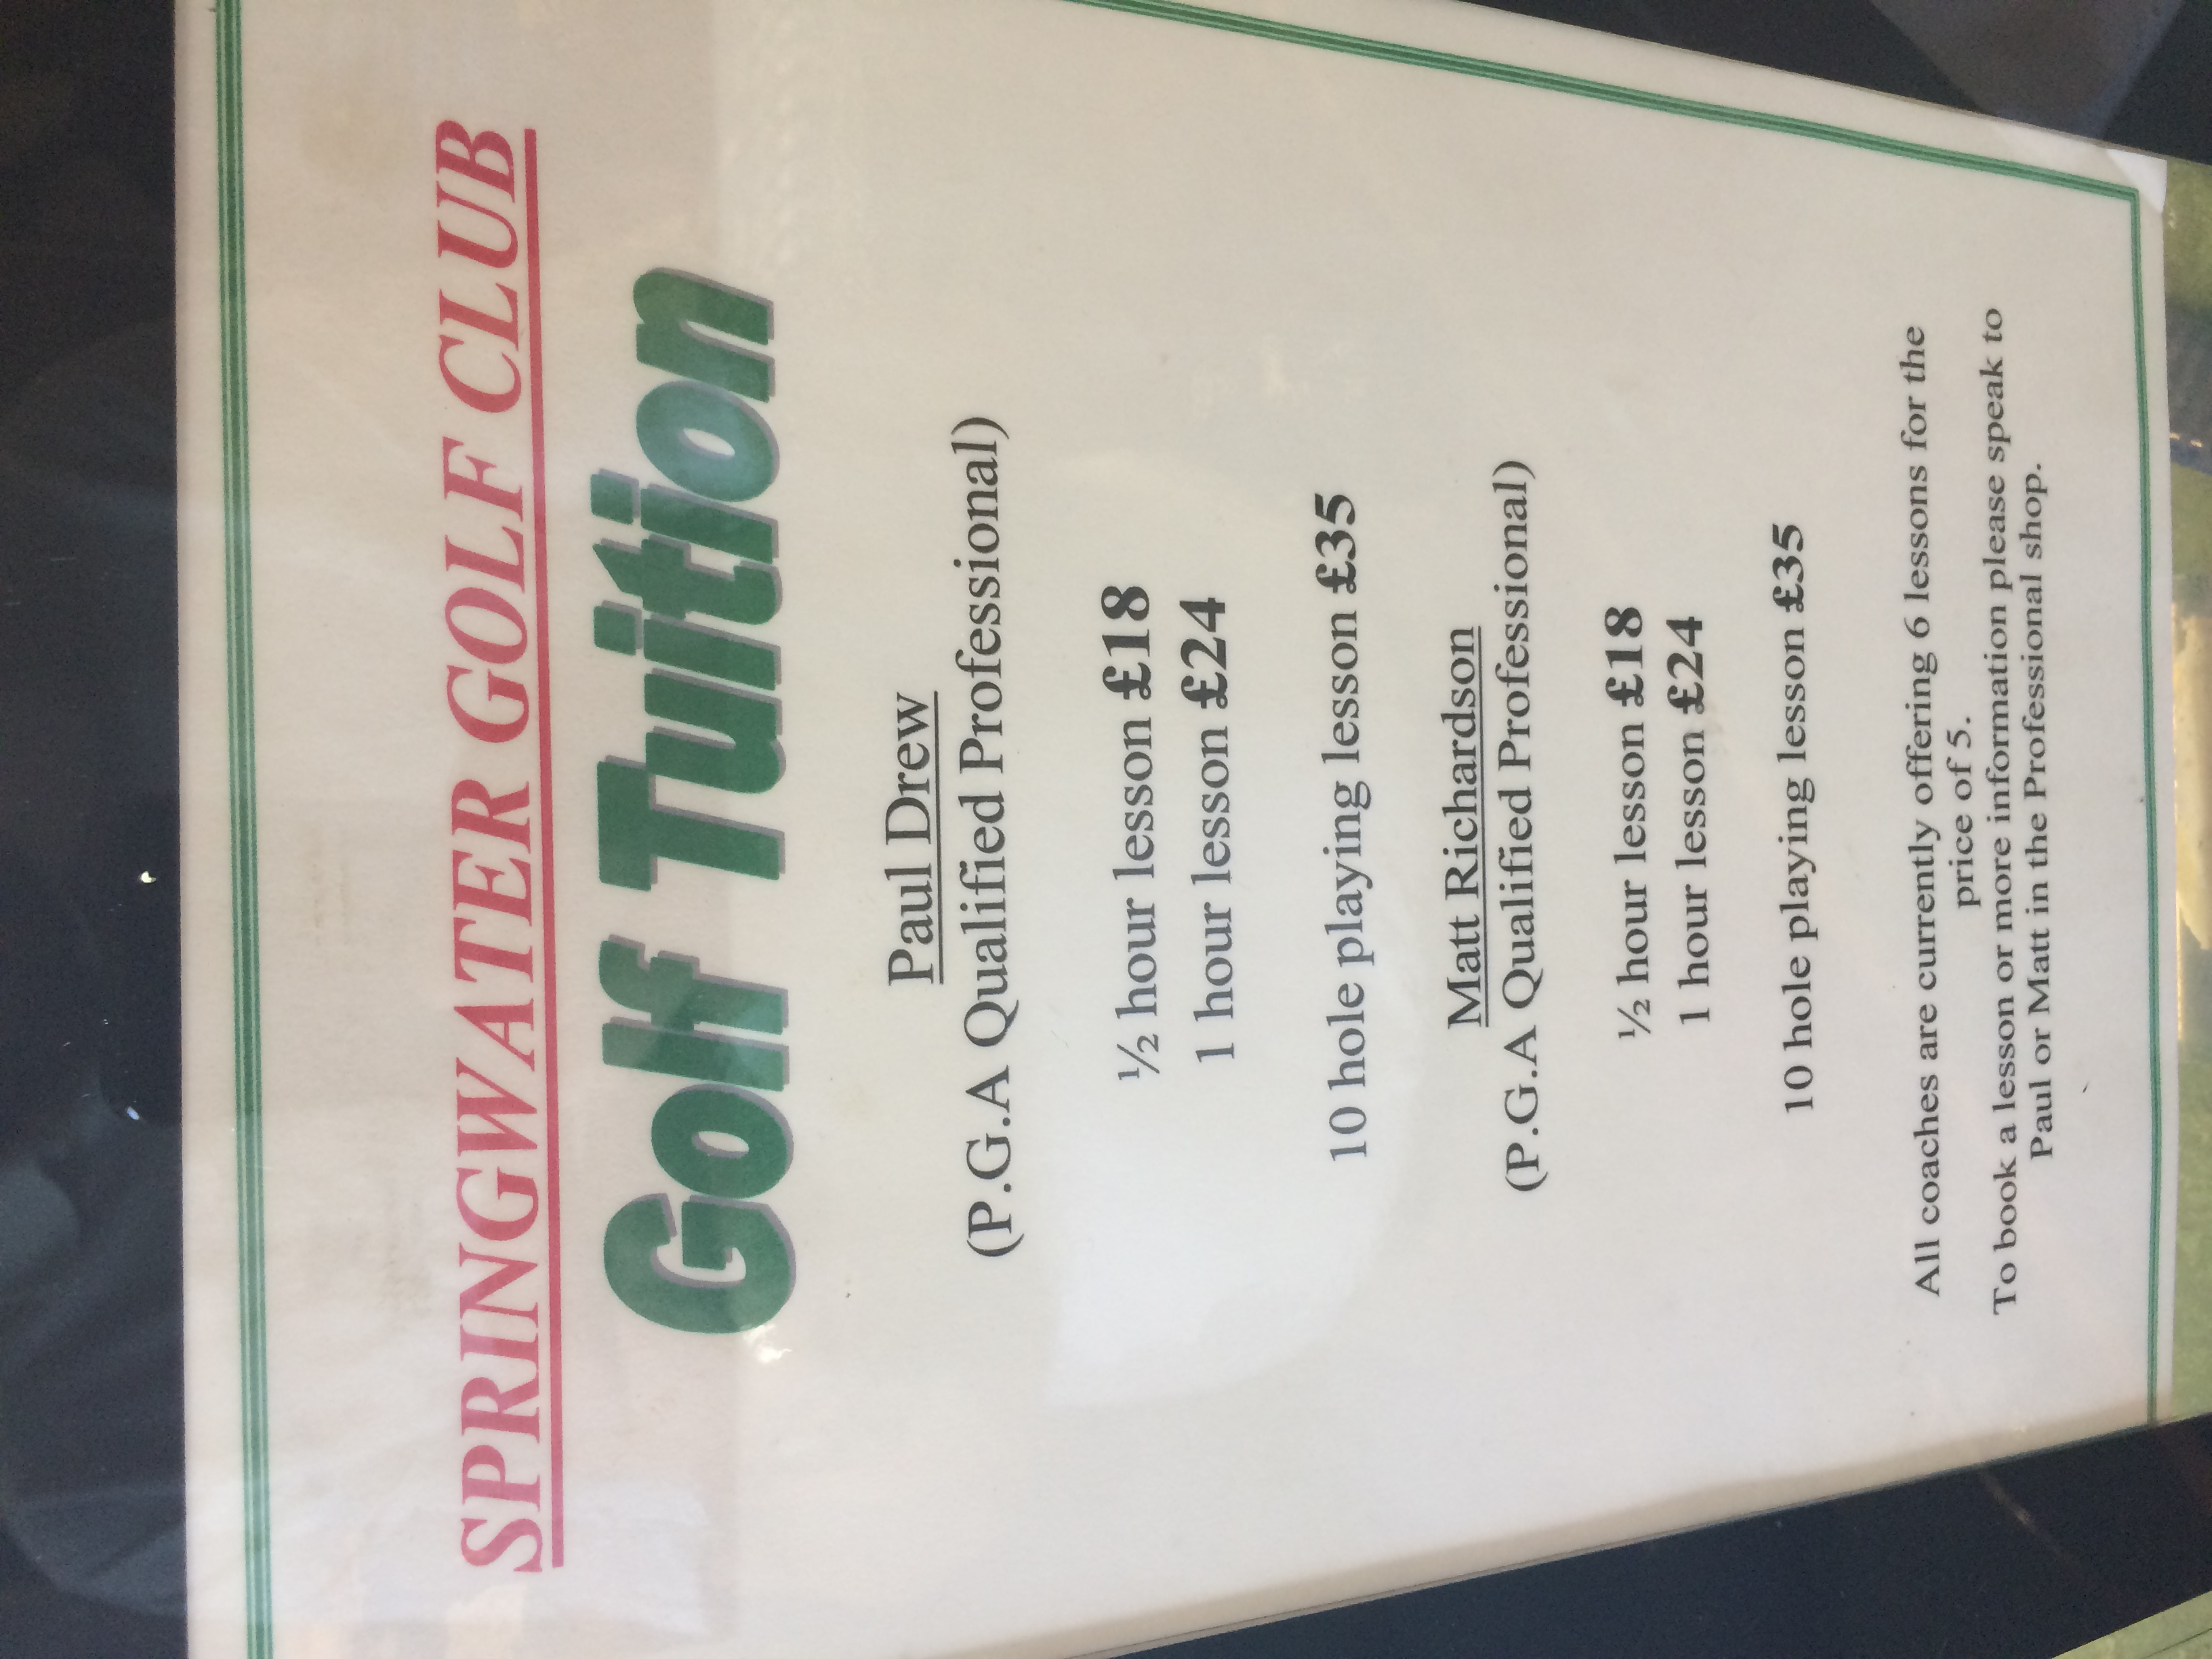 SPRINGWATER GOLF CLUB
Golf Tuition
Paul Drew
(P.G.A Qualified Professional)
½ hour lesson £18
1 hour lesson £24
10 hole playing lesson £35
Matt Richardson
(P.G.A Qualified Professional)
½ hour lesson £18
1 hour lesson £24
10 hole playing lesson £35
All coaches are currently offering 6 lessons for the
price of 5.
To book a lesson or more information please speak to
Paul or Matt in the Professional shop.